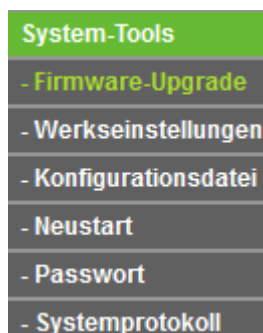 System-Tools
- Firmware-Upgrade
- Werkseinstellungen
- Konfigurationsdatei
- Neustart
- Passwort
- Systemprotokoll